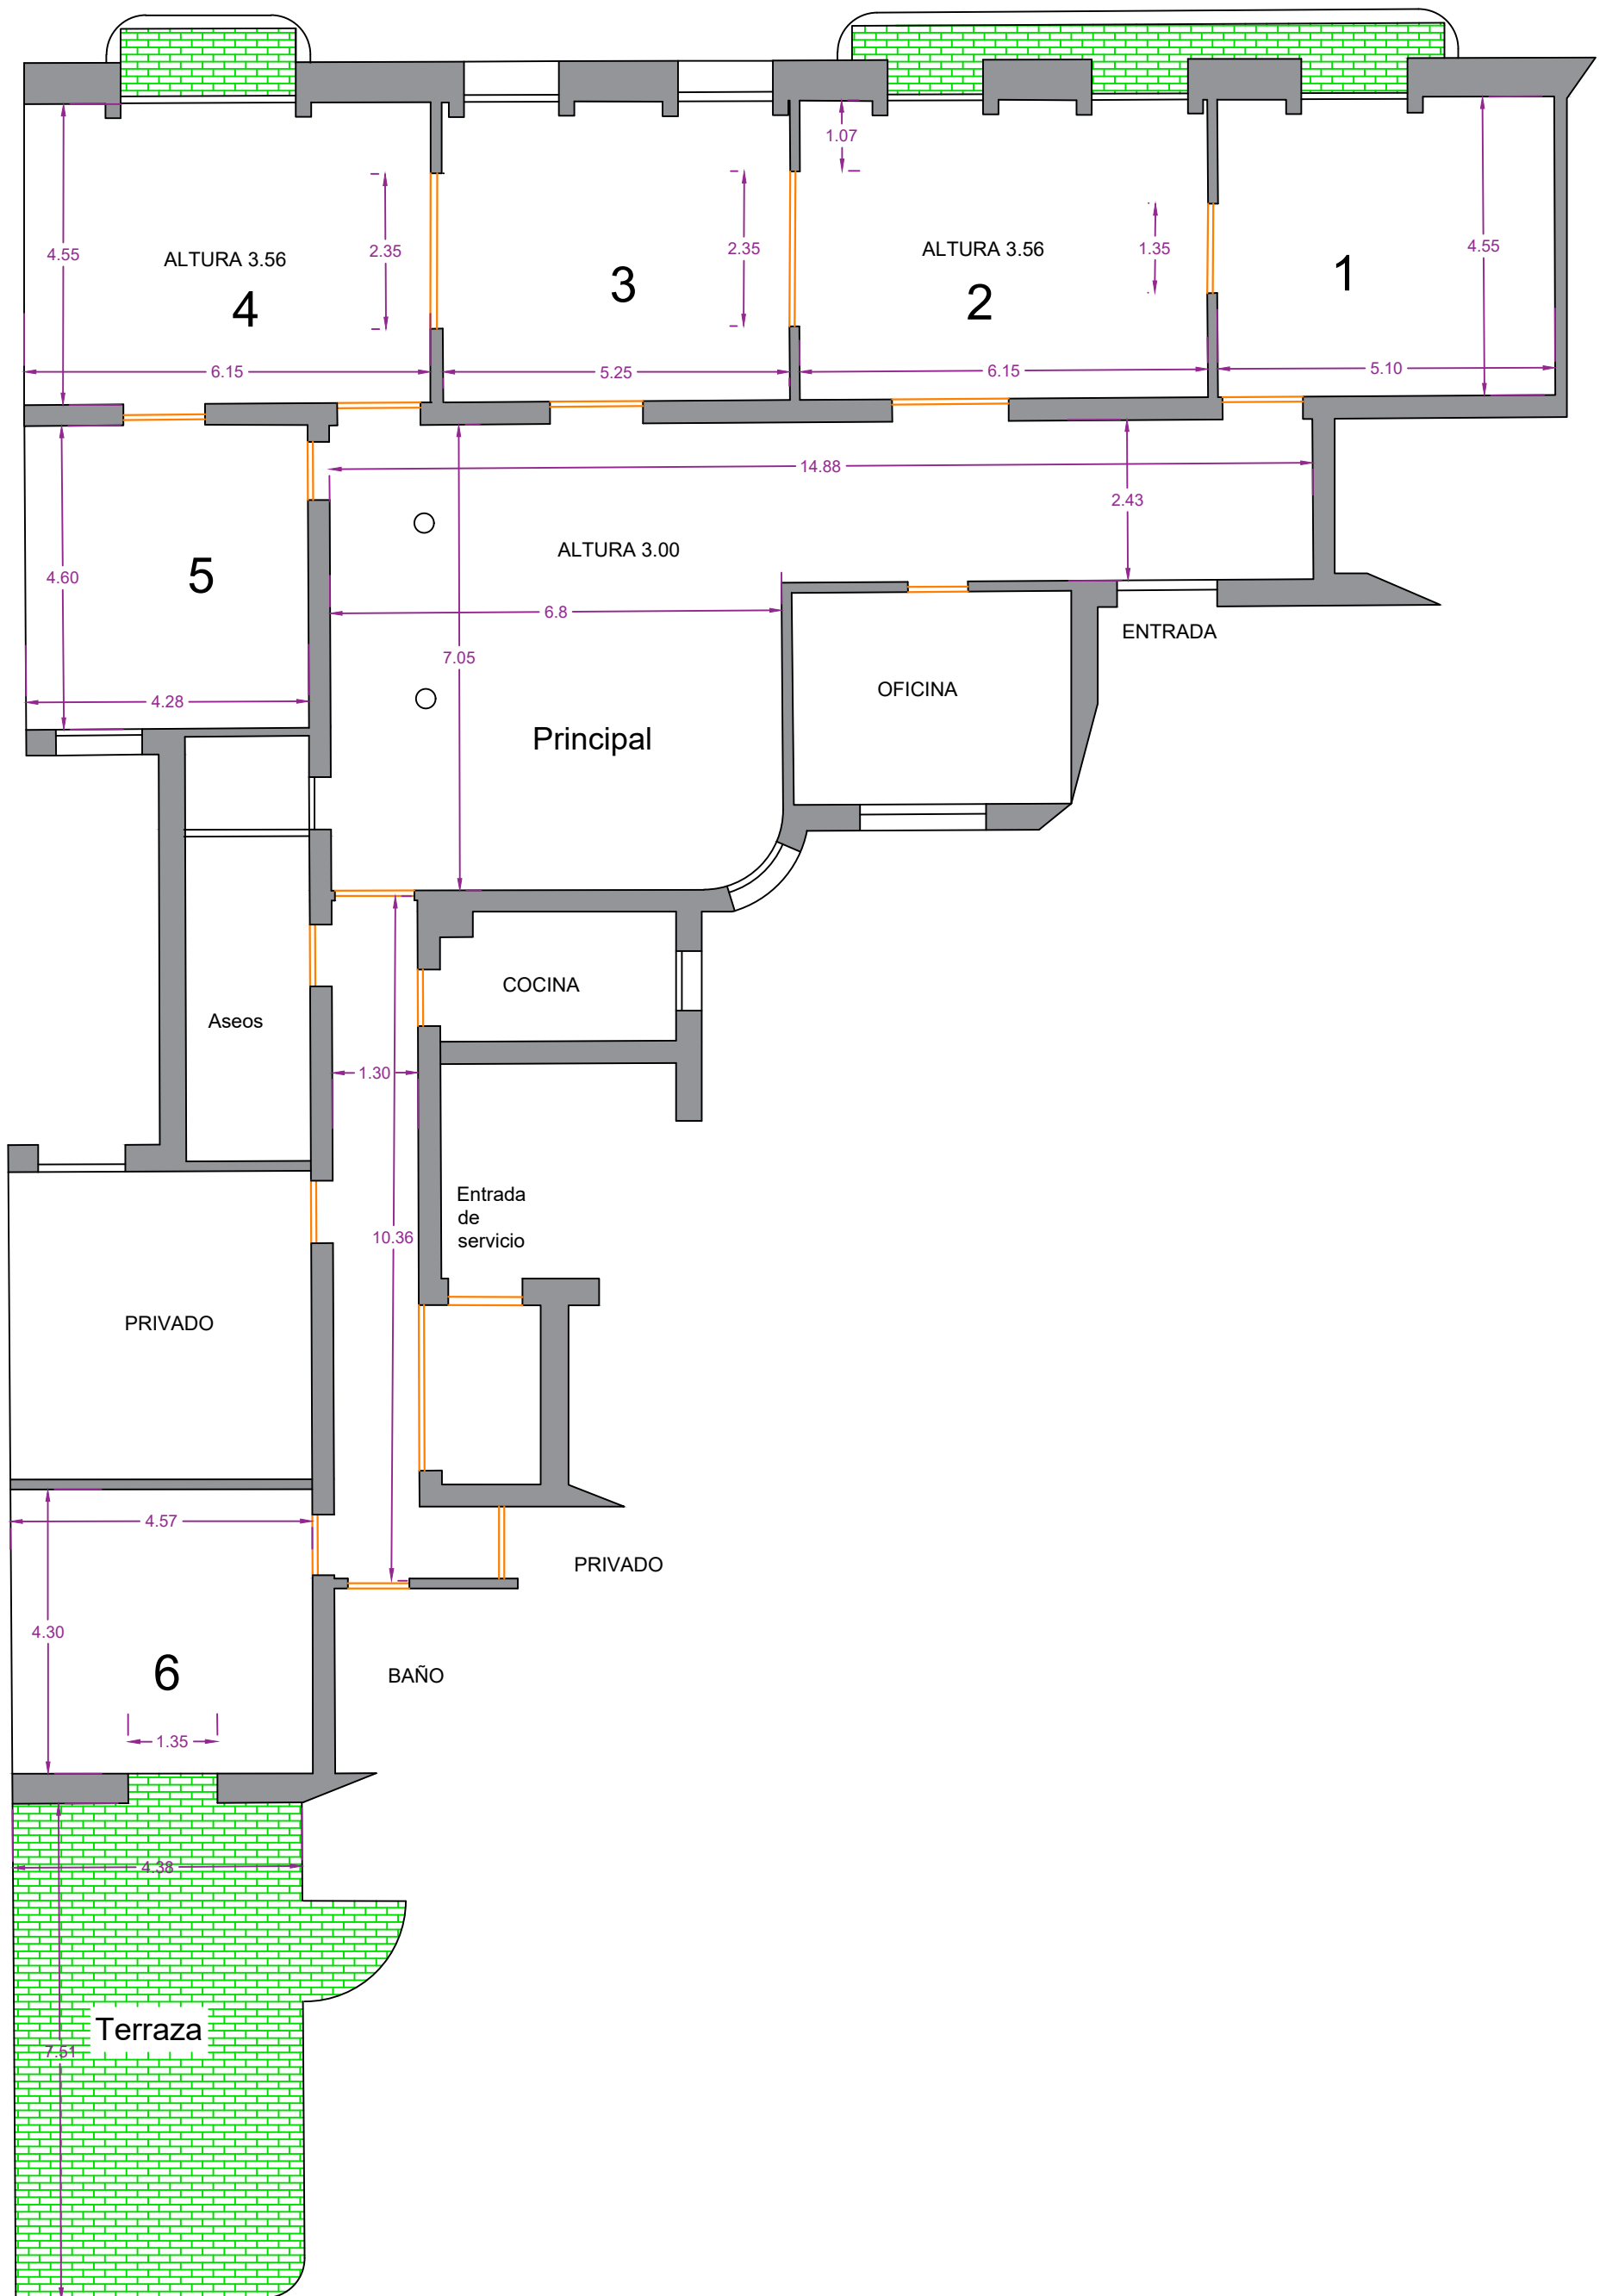 1.07
4.55
ALTURA 3.56
4
2.35
3
2.35
ALTURA 3.56
2
1.35
1
4.55
6.15
5.25
6.15
5.10
14.88
2.43
ALTURA 3.00
5
4.60
6.8
ENTRADA
7.05
OFICINA
4.28
Principal
COCINA
Aseos
1.30
Entrada
de
servicio
10.36
PRIVADO
4.57
PRIVADO
4.30
6
BAÑO
1.35
4.38
Terraza
7.51